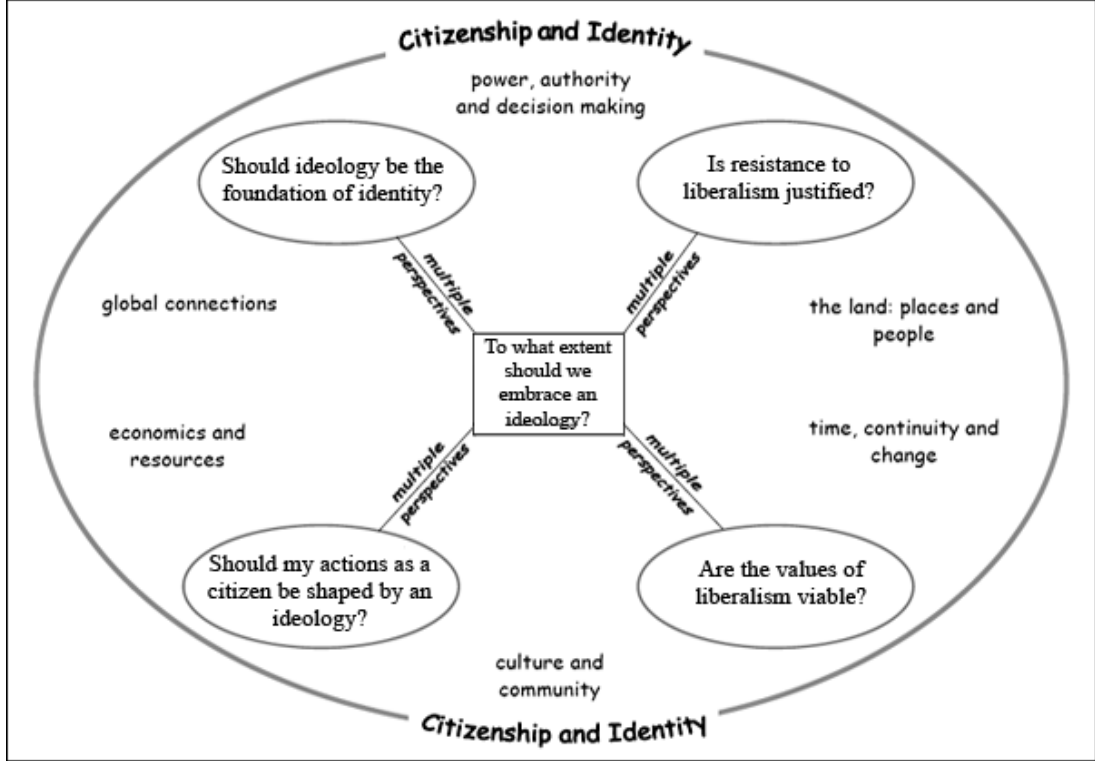 Citizenship and Identity
power, authority
and decision making
Should ideology be the
foundation of identity?
Is resistance to
liberalism justified?
multiple
perspectives
multiple
perspectives
global connections
the land: places and
people
To what extent
should we
embrace an
ideology?
economics and
resources
time, continuity and
change
multiple
perspectives
multiple
perspectives
Should my actions as a
citizen be shaped by an
ideology?
Are the values of
liberalism viable?
culture and
community
Citizenship and Identity